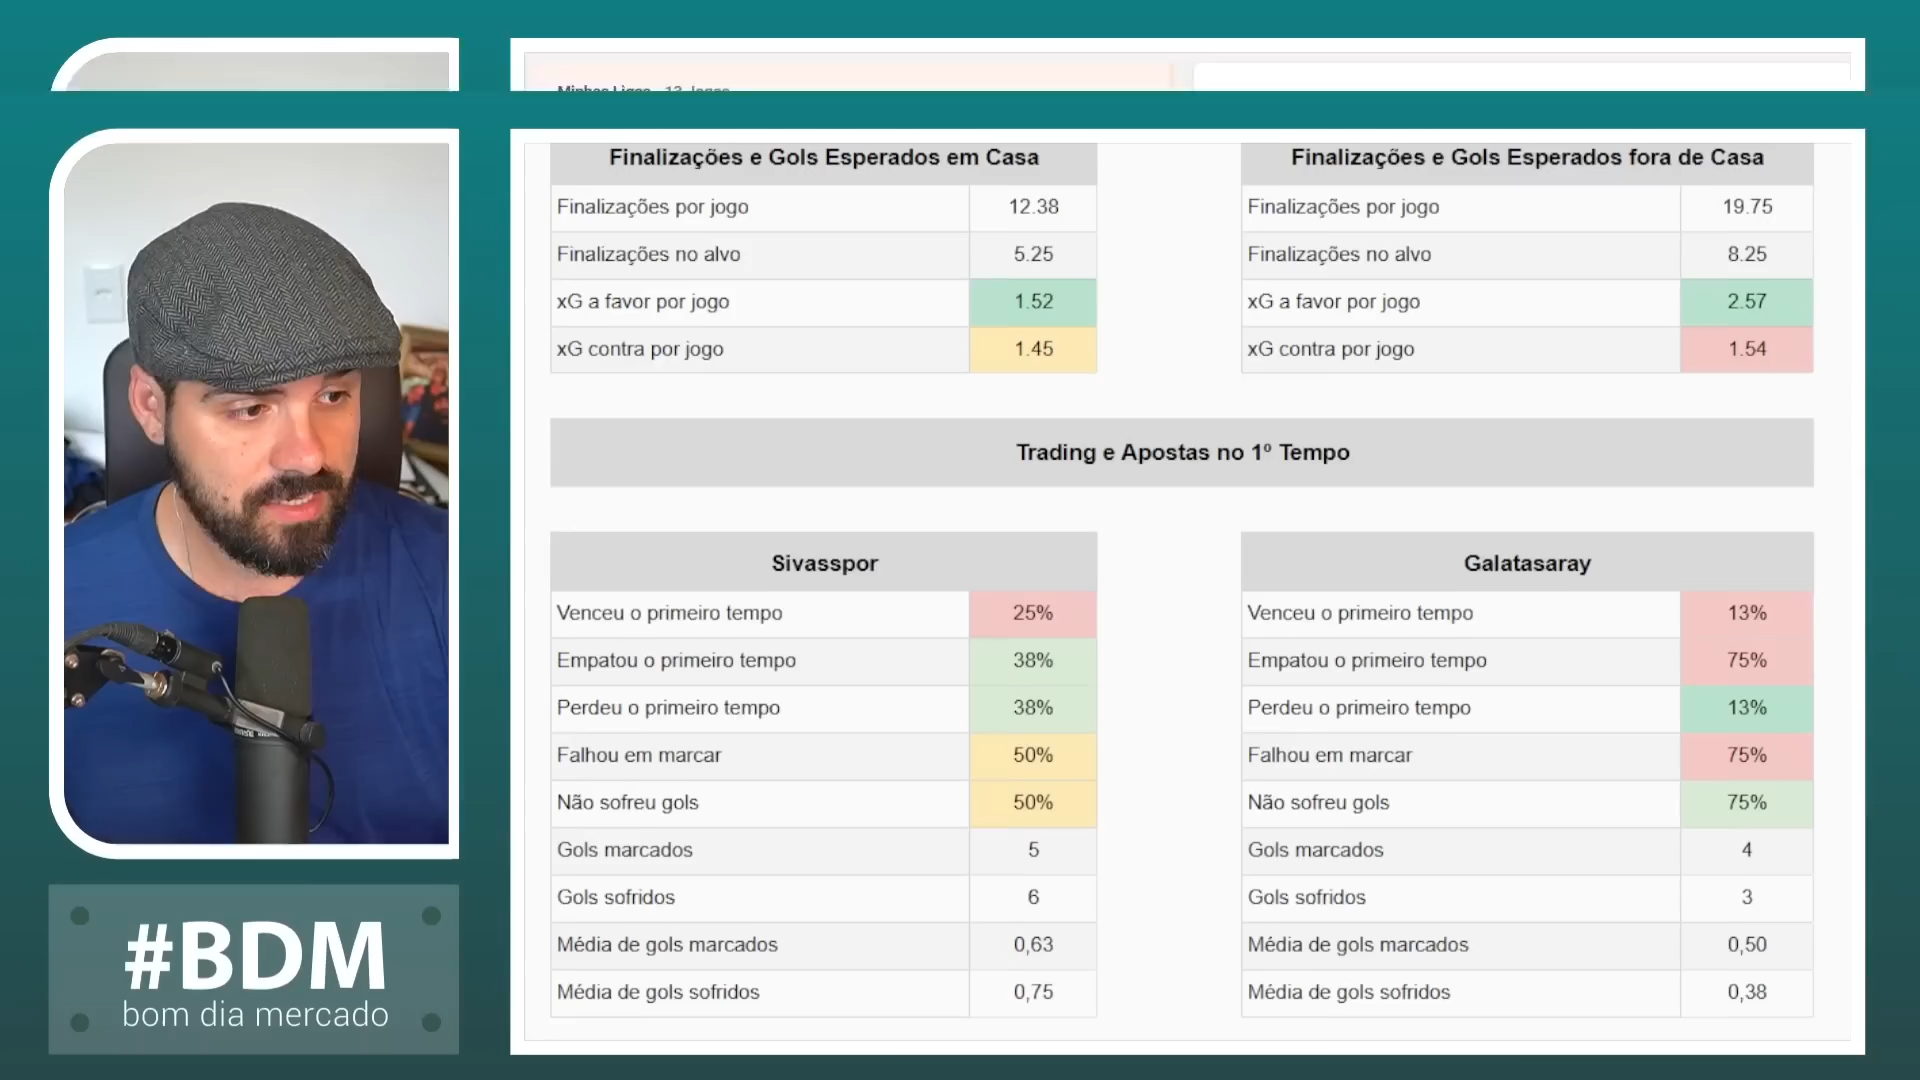 Finalizações e Gols Esperados em Casa
Finalizações por jogo 12.38
Finalizações no alvo 5.25
xG a favor por jogo 1.52
xG contra por jogo 1.45
Finalizações e Gols Esperados fora de Casa
Finalizações por jogo 19.75
Finalizações no alvo 8.25
xG a favor por jogo 2.57
xG contra por jogo 1.54
Trading e Apostas no 1º Tempo
Sivasspor
Venceu o primeiro tempo 25%
Empatou o primeiro tempo 38%
Perdeu o primeiro tempo 38%
Falhou em marcar 50%
Não sofreu gols 50%
Gols marcados 5
Gols sofridos 6
Média de gols marcados 0,63
Média de gols sofridos 0,75
Galatasaray
Venceu o primeiro tempo 13%
Empatou o primeiro tempo 75%
Perdeu o primeiro tempo 13%
Falhou em marcar 75%
Não sofreu gols 75%
Gols marcados 4
Gols sofridos 3
Média de gols marcados 0,50
Média de gols sofridos 0,38
#BDM
bom dia mercado